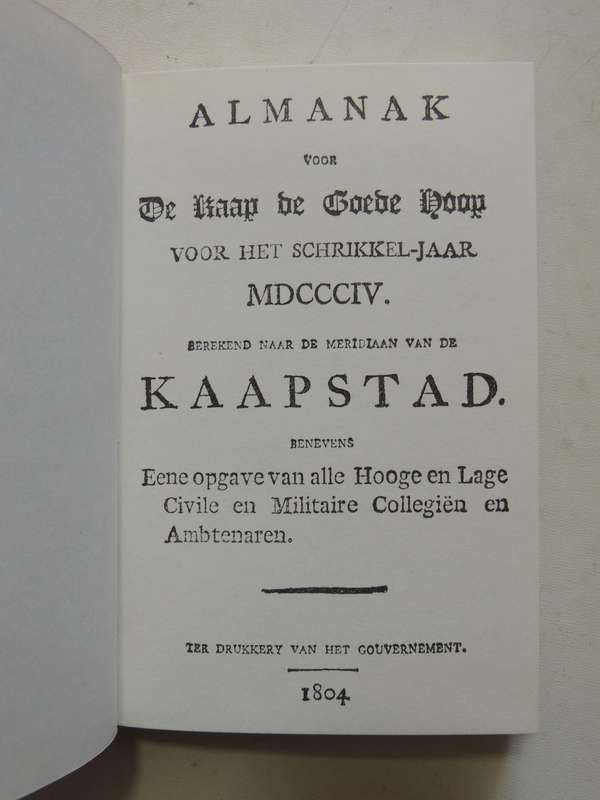 ALMANAK
VOOR
De Kaap de Goede Hoop
VOOR HET SCHRIKKEL-JAAR
MDCCCIV.
BEREKEND NAAR DE MERIDIAAN VAN DE
KAAPSTAD.
BENEVENS
Eene opgave van alle Hooge en Lage
Civile en Militaire Collegiën en
Ambtenaren.
TER DRUKKERY VAN HET GOUVERNEMENT.
1804